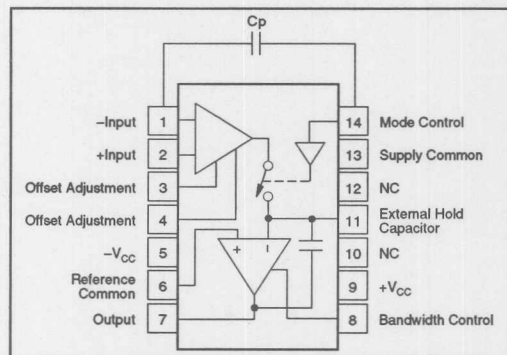 Cp
–Input 1
+Input 2
Offset Adjustment 3
Offset Adjustment 4
–VCC 5
Reference
Common 6
Output 7
14 Mode Control
13 Supply Common
12 NC
11 External Hold
Capacitor
10 NC
9 +VCC
8 Bandwidth Control
+ –